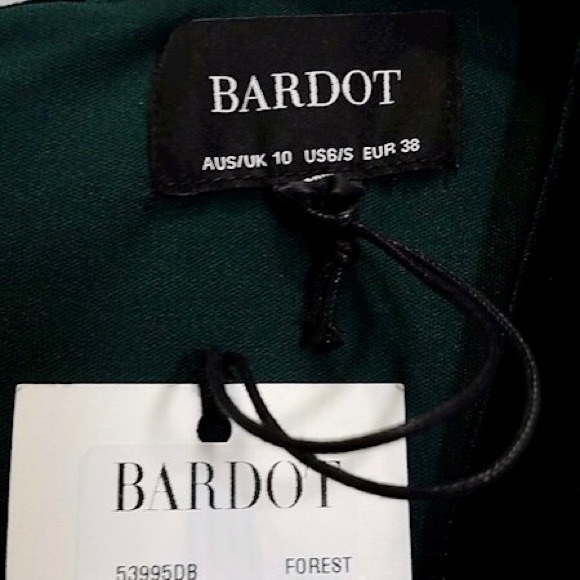 BARDOT
AUS/UK 10 US6/S EUR 38
BARDOT
53995DB FOREST